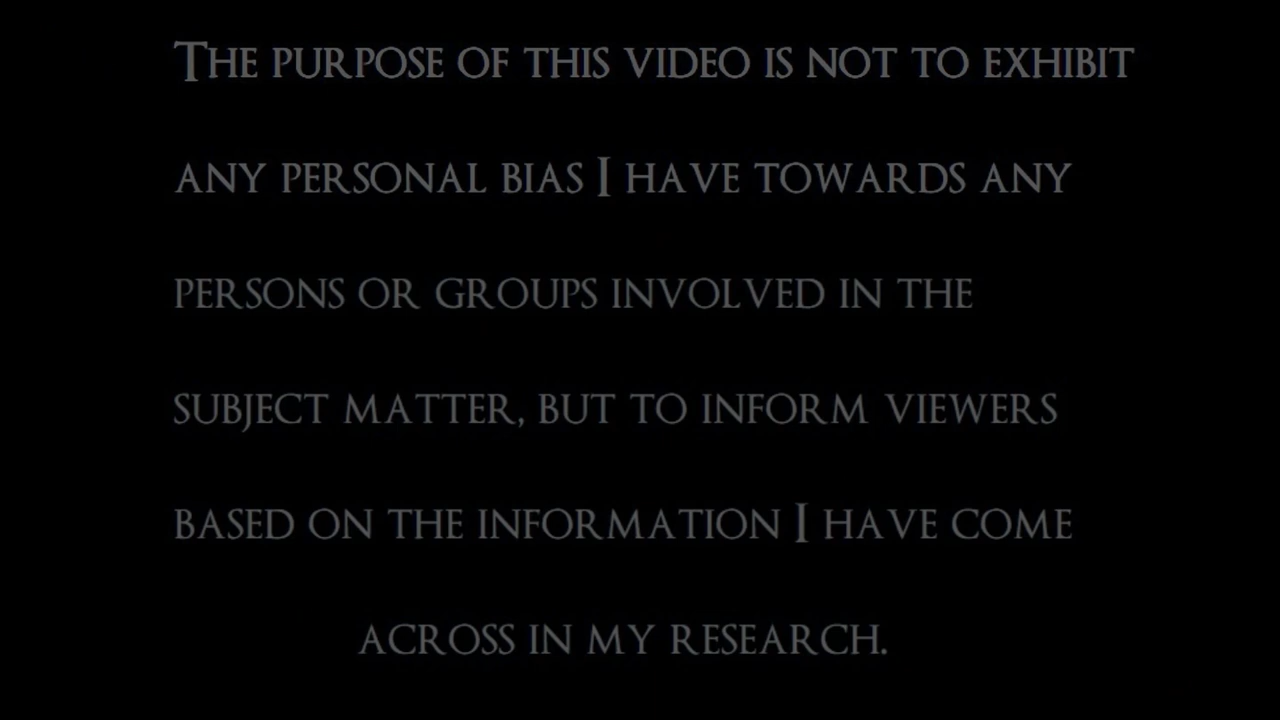 The purpose of this video is not to exhibit
any personal bias I have towards any
persons or groups involved in the
subject matter, but to inform viewers
based on the information I have come
across in my research.